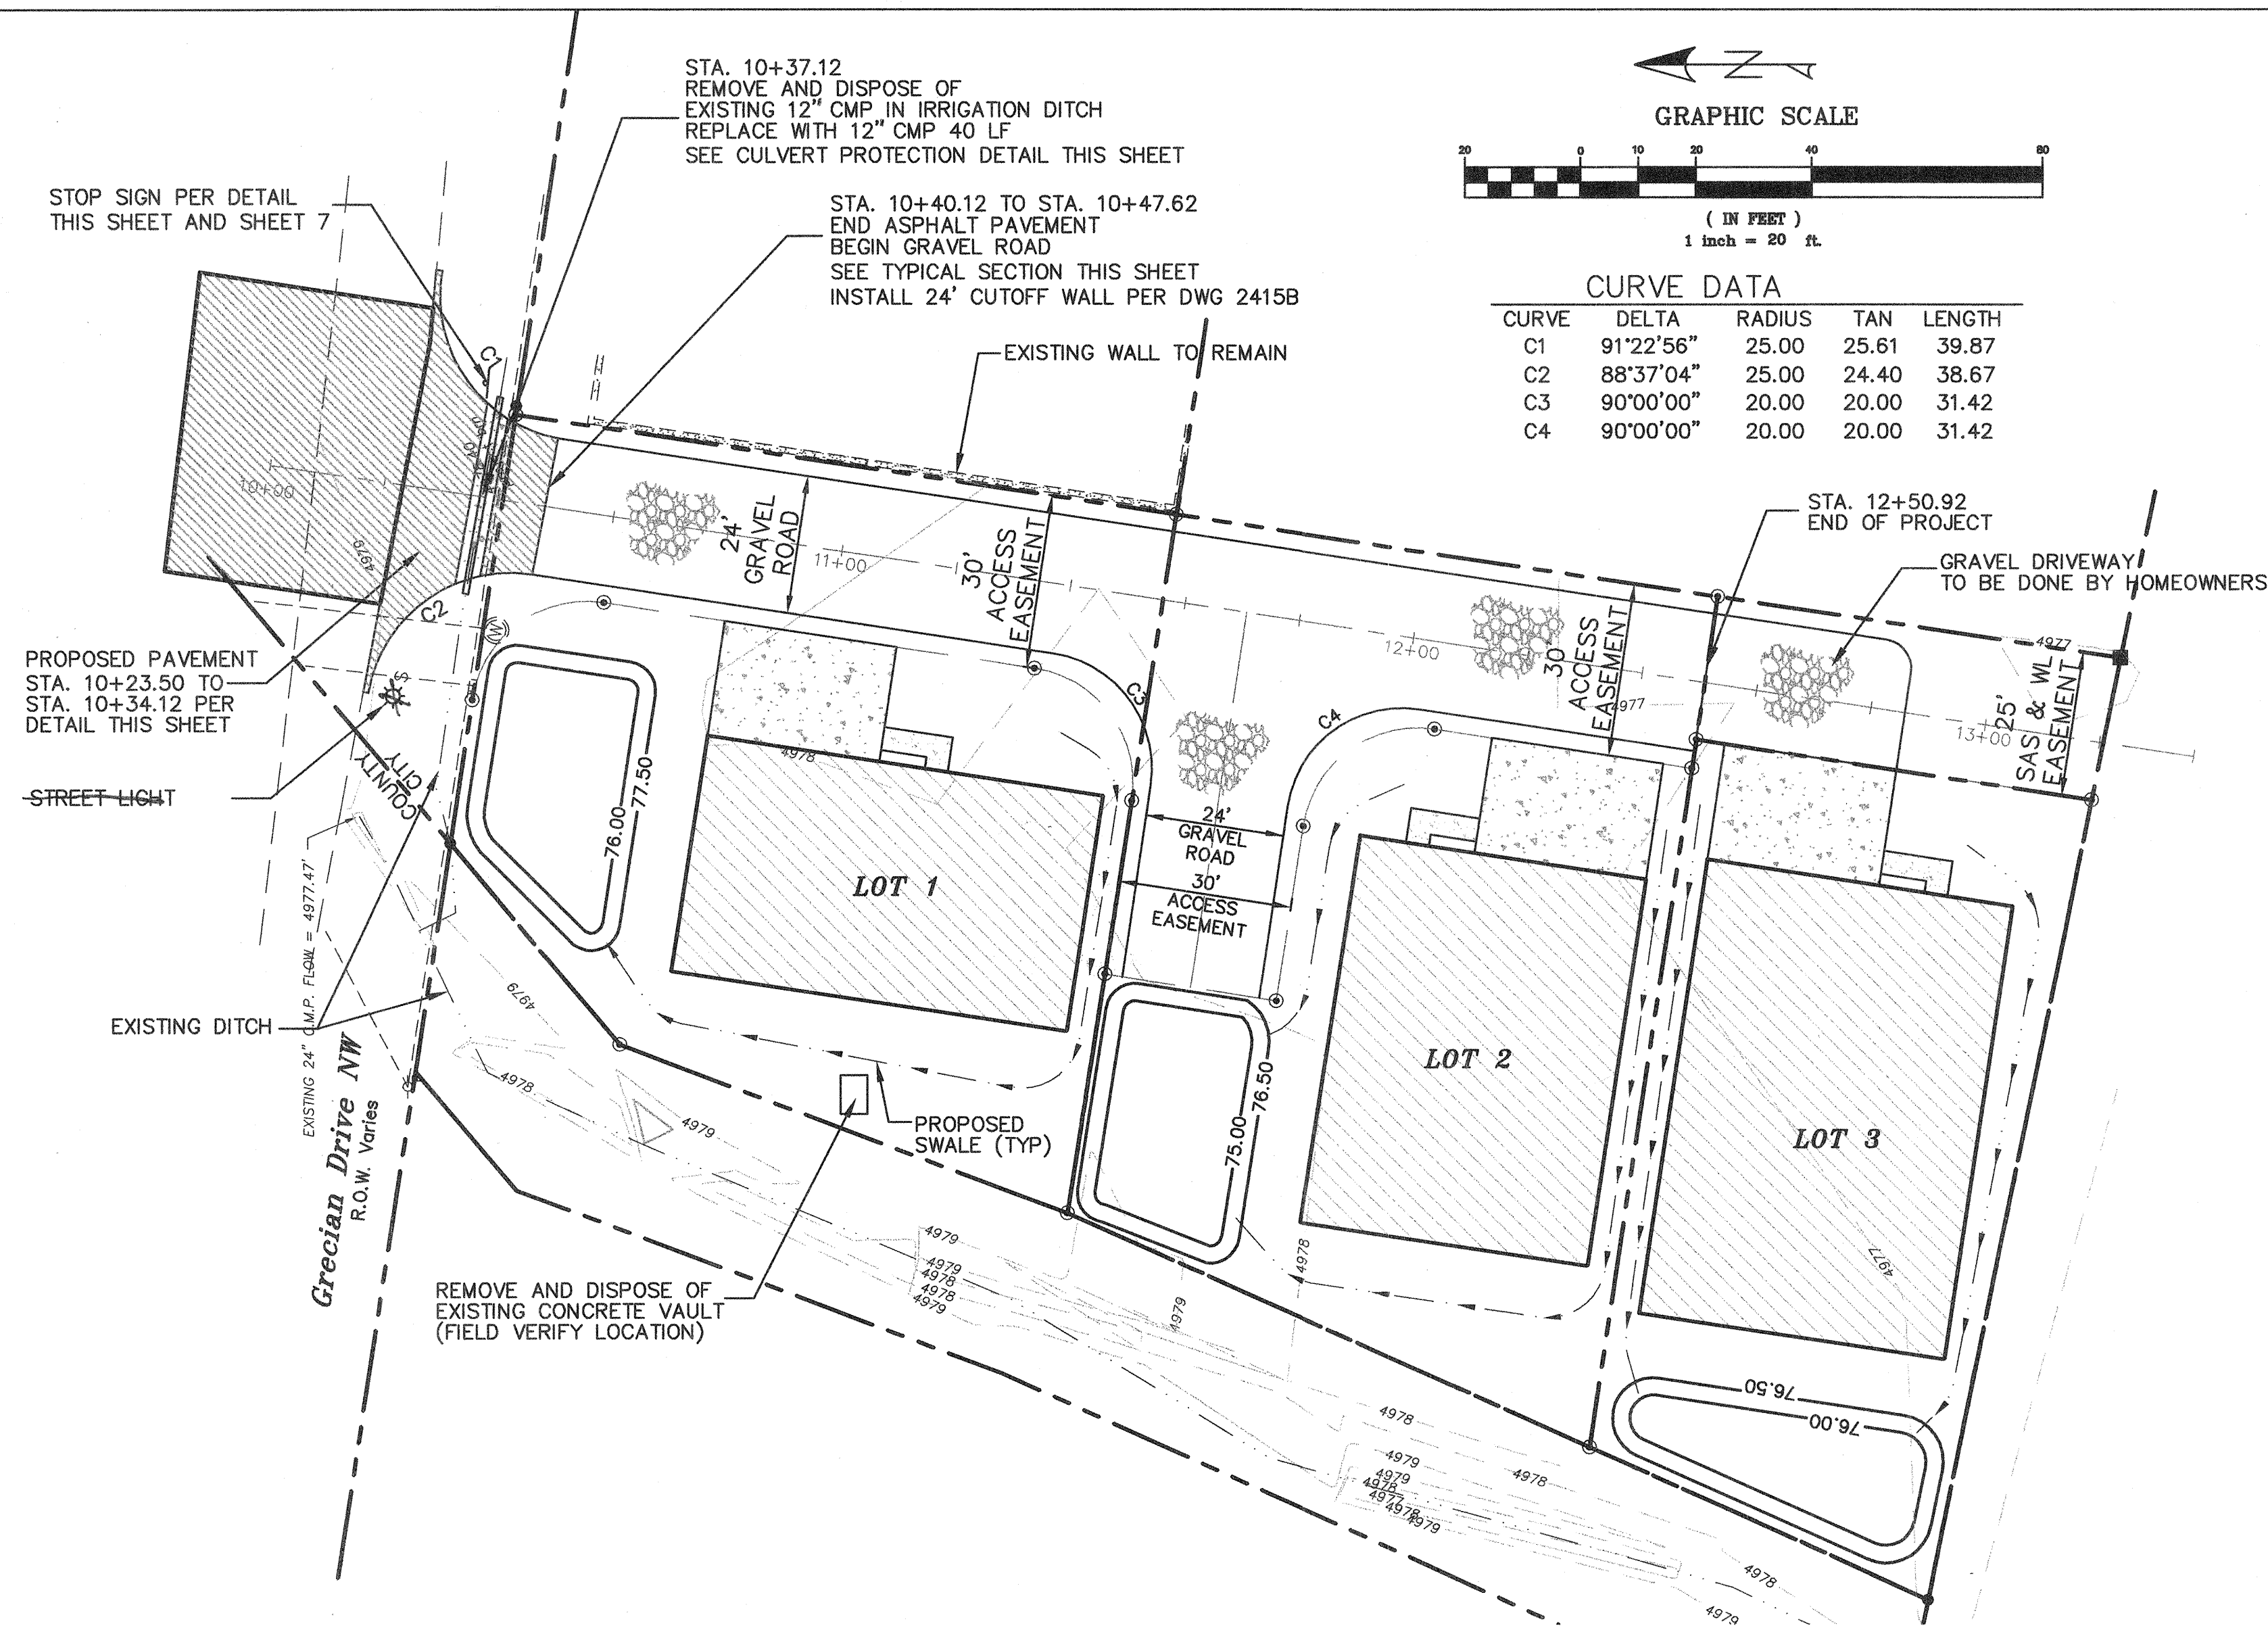 STA. 10+37.12
REMOVE AND DISPOSE OF
EXISTING 12" CMP IN IRRIGATION DITCH
REPLACE WITH 12" CMP 40 LF
SEE CULVERT PROTECTION DETAIL THIS SHEET
STOP SIGN PER DETAIL
THIS SHEET AND SHEET 7
STA. 10+40.12 TO STA. 10+47.62
END ASPHALT PAVEMENT
BEGIN GRAVEL ROAD
SEE TYPICAL SECTION THIS SHEET
INSTALL 24' CUTOFF WALL PER DWG 2415B
EXISTING WALL TO REMAIN
Z
GRAPHIC SCALE
20 0 10 20 40 80
( IN FEET )
1 inch = 20 ft.
CURVE DATA
CURVE DELTA RADIUS TAN LENGTH
C1 91°22'56" 25.00 25.61 39.87
C2 88°37'04" 25.00 24.40 38.67
C3 90°00'00" 20.00 20.00 31.42
C4 90°00'00" 20.00 20.00 31.42
STA. 12+50.92
END OF PROJECT
GRAVEL DRIVEWAY
TO BE DONE BY HOMEOWNERS
C1
10+00
4979
C2
W
S
24'
GRAVEL
ROAD
11+00
30'
ACCESS
EASEMENT
C3
C4
12+00
30'
ACCESS
EASEMENT
4977
4977
13+00
25'
SAS & WL
EASEMENT
PROPOSED PAVEMENT
STA. 10+23.50 TO
STA. 10+34.12 PER
DETAIL THIS SHEET
STREET LIGHT
COUNTY
CITY
76.00
77.50
4978
LOT 1
24'
GRAVEL
ROAD
30'
ACCESS
EASEMENT
EXISTING 24" C.M.P. FLOW = 4977.47'
EXISTING DITCH
Grecian Drive NW
R.O.W. Varies
4979
4978
4979
PROPOSED
SWALE (TYP)
REMOVE AND DISPOSE OF
EXISTING CONCRETE VAULT
(FIELD VERIFY LOCATION)
75.00
76.50
LOT 2
LOT 3
4979
4979
4978
4978
4979
4979
4978
4977
76.50
76.00
4978
4979
4979
4978
4977
4978
4979
4978
4978
4979